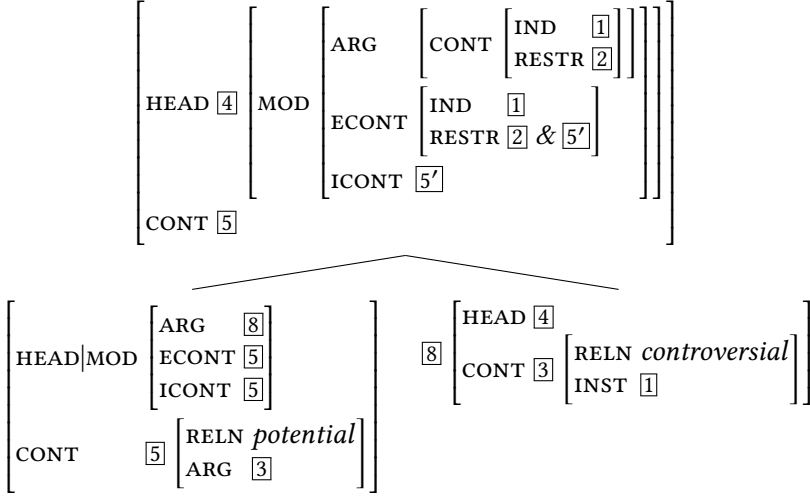 HEAD 4 MOD ARG CONT IND 1
RESTR 2
ECONT IND 1
RESTR 2 & 5′
ICONT 5′
CONT 5
HEAD|MOD ARG 8
ECONT 5
ICONT 5
CONT 5 RELN potential
ARG 3
8 HEAD 4
CONT 3 RELN controversial
INST 1